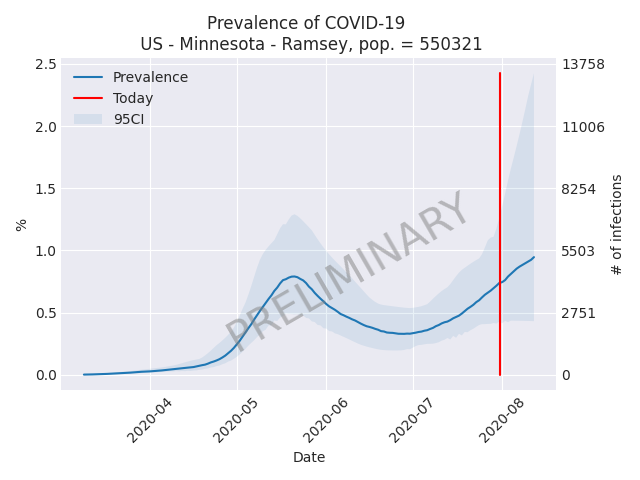 Prevalence of COVID-19
US - Minnesota - Ramsey, pop. = 550321
Prevalence
Today
95CI
PRELIMINARY
2.5
2.0
1.5
1.0
0.5
0.0
%
13758
11006
8254
5503
2751
0
# of infections
2020-04
2020-05
2020-06
2020-07
2020-08
Date